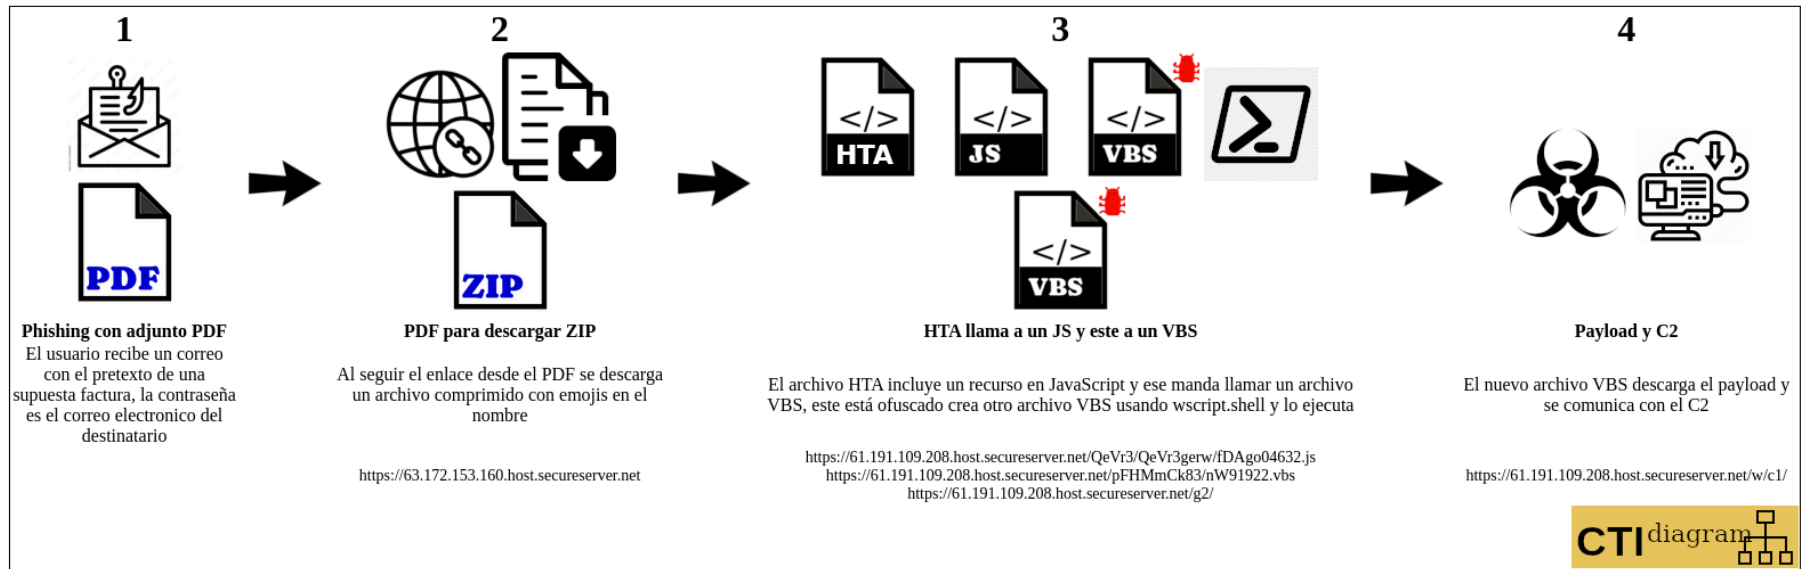 1
PDF
Phishing con adjunto PDF
El usuario recibe un correo
con el pretexto de una
supuesta factura, la contraseña
es el correo electronico del
destinatario
2
ZIP
PDF para descargar ZIP
Al seguir el enlace desde el PDF se descarga
un archivo comprimido con emojis en el
nombre
https://63.172.153.160.host.secureserver.net
3
</>
HTA
</>
JS
</>
VBS
</>
VBS
HTA llama a un JS y este a un VBS
El archivo HTA incluye un recurso en JavaScript y ese manda llamar un archivo
VBS, este está ofuscado crea otro archivo VBS usando wscript.shell y lo ejecuta
https://61.191.109.208.host.secureserver.net/QeVr3/QeVr3gerw/fDAgo04632.js
https://61.191.109.208.host.secureserver.net/pFHMmCk83/nW91922.vbs
https://61.191.109.208.host.secureserver.net/g2/
4
Payload y C2
El nuevo archivo VBS descarga el payload y
se comunica con el C2
https://61.191.109.208.host.secureserver.net/w/c1/
CTI diagram